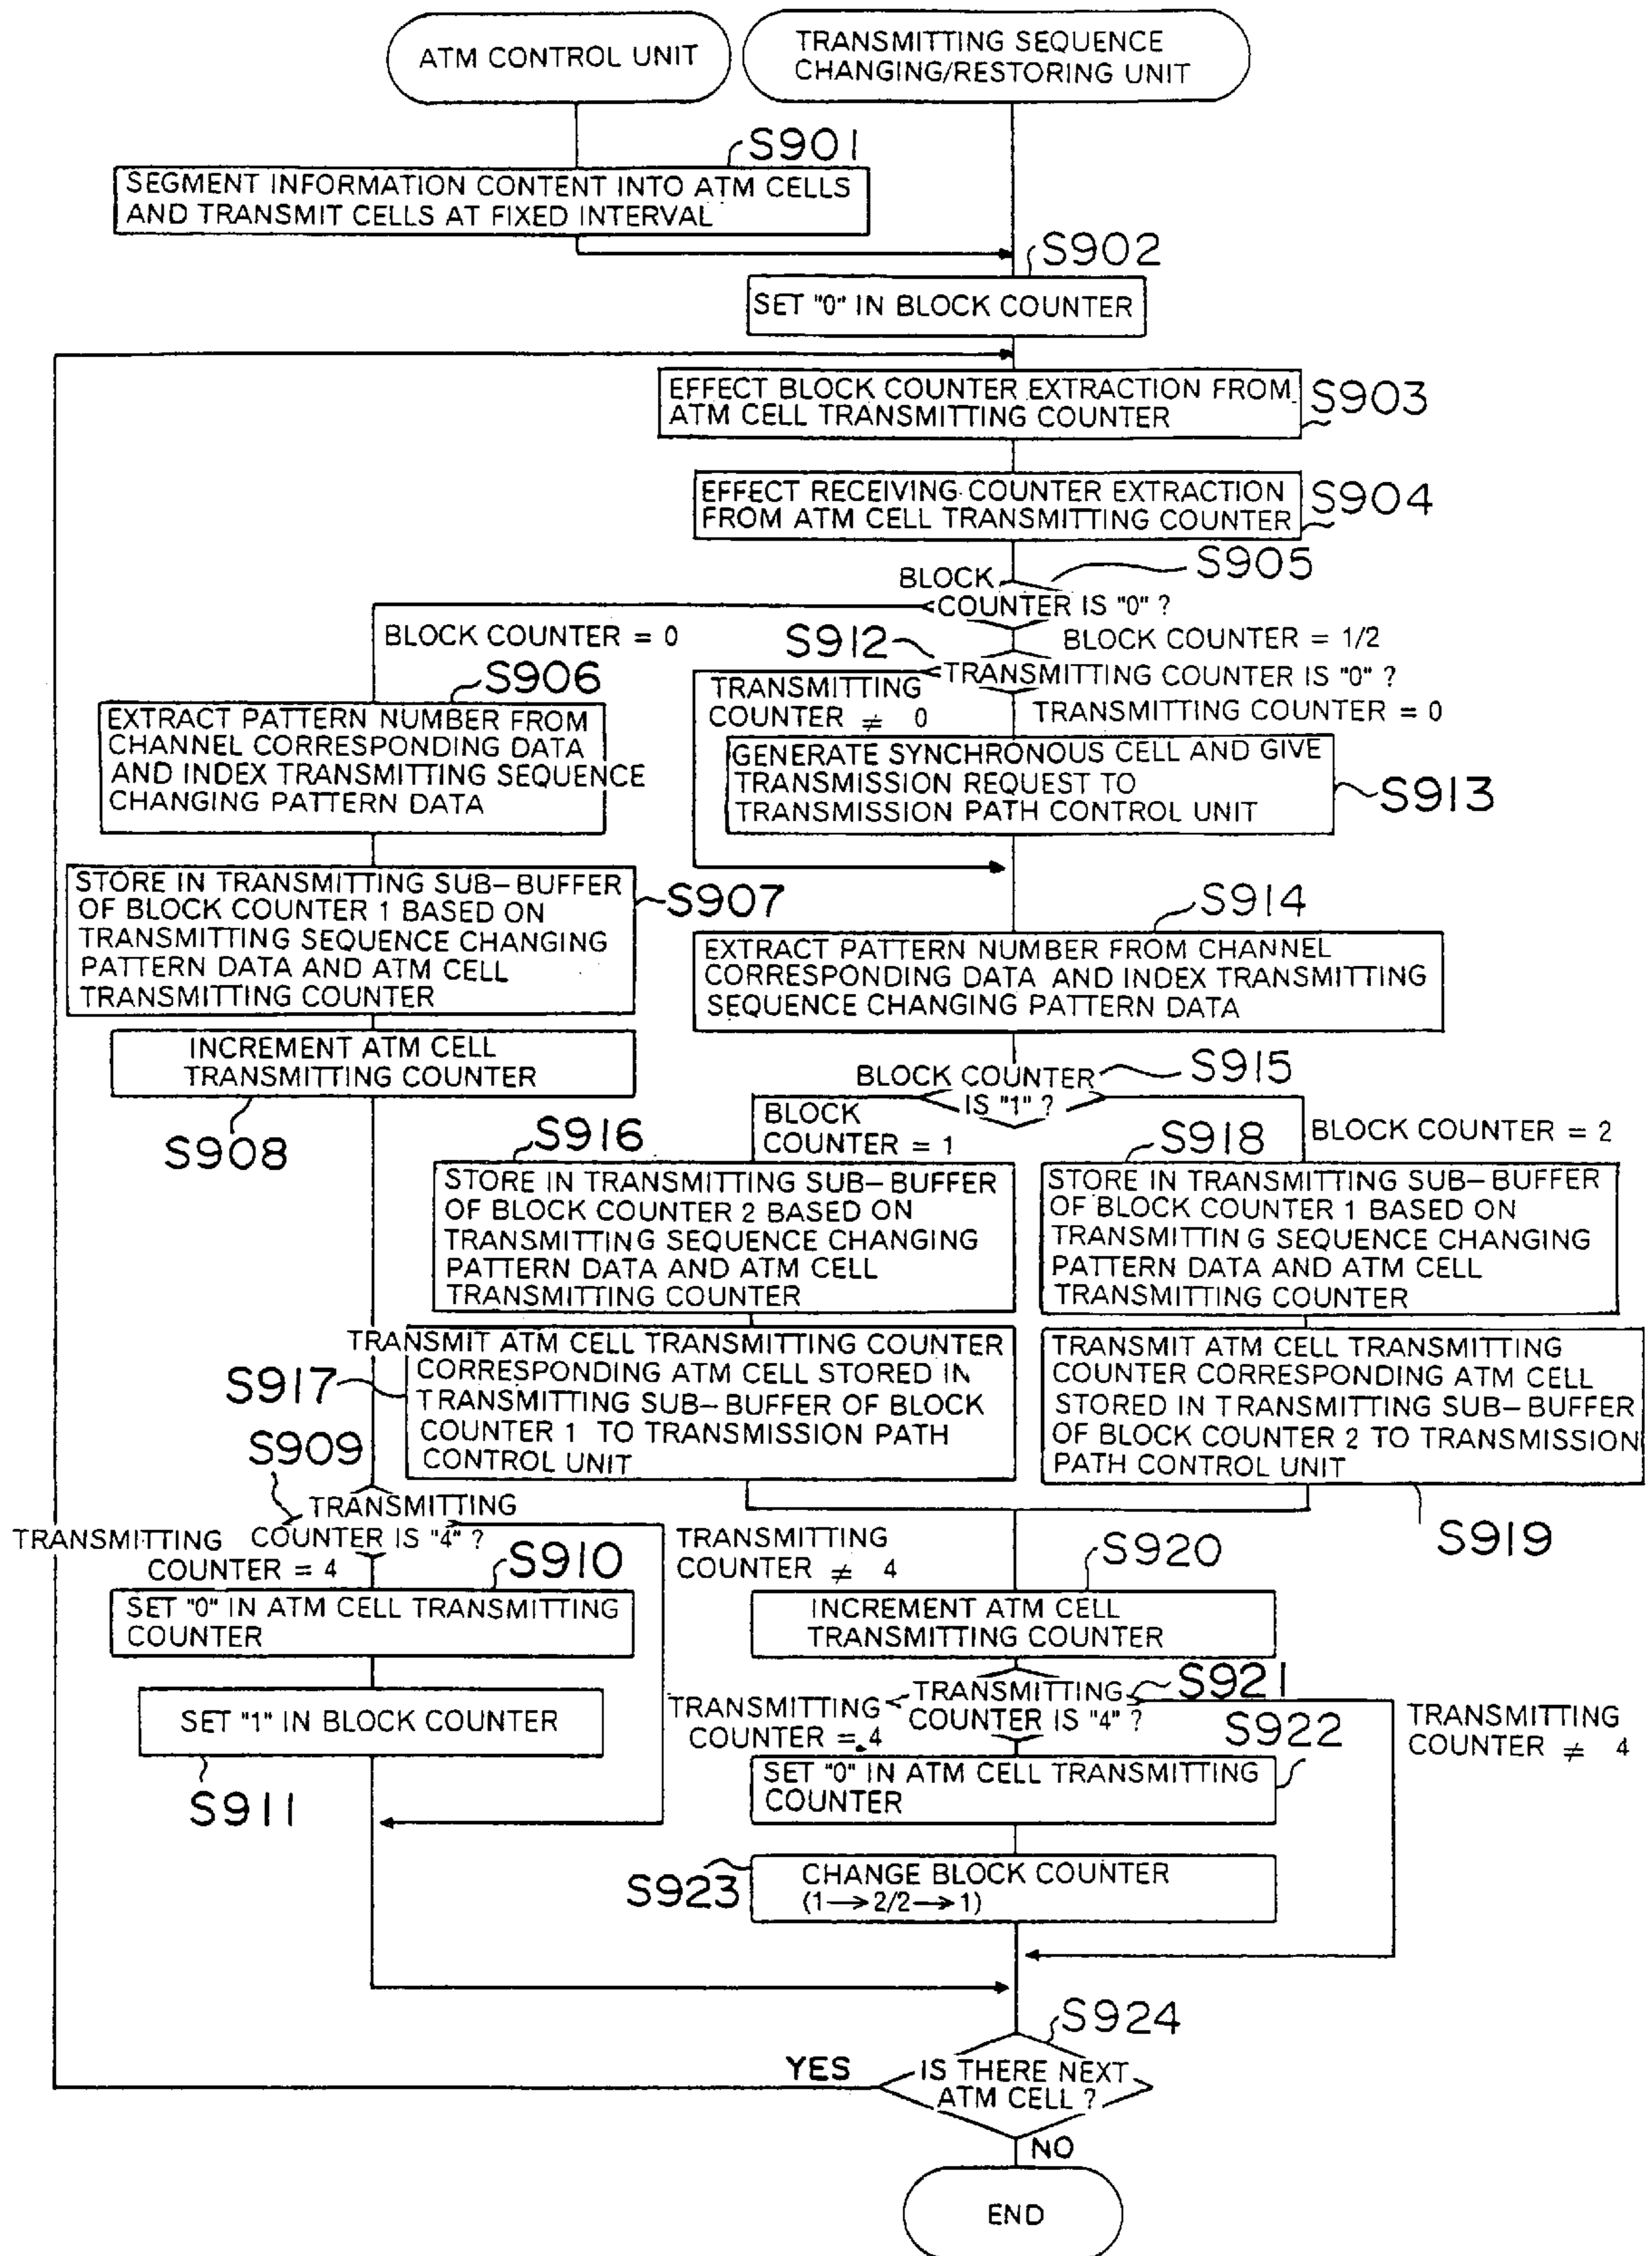 ATM CONTROL UNIT
TRANSMITTING SEQUENCE
CHANGING/RESTORING UNIT
S901
SEGMENT INFORMATION CONTENT INTO ATM CELLS
AND TRANSMIT CELLS AT FIXED INTERVAL
S902
SET "0" IN BLOCK COUNTER
EFFECT BLOCK COUNTER EXTRACTION FROM
ATM CELL TRANSMITTING COUNTER
S903
EFFECT RECEIVING COUNTER EXTRACTION
FROM ATM CELL TRANSMITTING COUNTER
S904
S905
BLOCK
COUNTER IS "0" ?
BLOCK COUNTER = 0
BLOCK COUNTER = 1/2
S912
TRANSMITTING COUNTER IS "0" ?
TRANSMITTING
COUNTER ≠ 0
TRANSMITTING COUNTER = 0
S906
EXTRACT PATTERN NUMBER FROM
CHANNEL CORRESPONDING DATA
AND INDEX TRANSMITTING SEQUENCE
CHANGING PATTERN DATA
GENERATE SYNCHRONOUS CELL AND GIVE
TRANSMISSION REQUEST TO
TRANSMISSION PATH CONTROL UNIT
S913
STORE IN TRANSMITTING SUB-BUFFER
OF BLOCK COUNTER 1 BASED ON
TRANSMITTING SEQUENCE CHANGING
PATTERN DATA AND ATM CELL
TRANSMITTING COUNTER
S907
S914
EXTRACT PATTERN NUMBER FROM CHANNEL
CORRESPONDING DATA AND INDEX TRANSMITTING
SEQUENCE CHANGING PATTERN DATA
INCREMENT ATM CELL
TRANSMITTING COUNTER
S908
BLOCK COUNTER
IS "1" ?
S915
BLOCK
COUNTER = 1
BLOCK COUNTER = 2
S916
STORE IN TRANSMITTING SUB-BUFFER
OF BLOCK COUNTER 2 BASED ON
TRANSMITTING SEQUENCE CHANGING
PATTERN DATA AND ATM CELL
TRANSMITTING COUNTER
S918
STORE IN TRANSMITTING SUB-BUFFER
OF BLOCK COUNTER 1 BASED ON
TRANSMITTIN G SEQUENCE CHANGING
PATTERN DATA AND ATM CELL
TRANSMITTING COUNTER
TRANSMIT ATM CELL TRANSMITTING COUNTER
CORRESPONDING ATM CELL STORED IN
TRANSMITTING SUB-BUFFER OF BLOCK
COUNTER 1 TO TRANSMISSION PATH
CONTROL UNIT
S917
TRANSMIT ATM CELL TRANSMITTING
COUNTER CORRESPONDING ATM CELL
STORED IN TRANSMITTING SUB-BUFFER
OF BLOCK COUNTER 2 TO TRANSMISSION
PATH CONTROL UNIT
S919
S909
TRANSMITTING
COUNTER IS "4" ?
TRANSMITTING
COUNTER = 4
TRANSMITTING
COUNTER ≠ 4
S910
SET "0" IN ATM CELL TRANSMITTING
COUNTER
SET "1" IN BLOCK COUNTER
S911
S920
INCREMENT ATM CELL
TRANSMITTING COUNTER
TRANSMITTING
COUNTER IS "4" ?
S921
TRANSMITTING
COUNTER = 4
TRANSMITTING
COUNTER ≠ 4
S922
SET "0" IN ATM CELL TRANSMITTING
COUNTER
S923
CHANGE BLOCK COUNTER
(1→2/2→1)
S924
IS THERE NEXT
ATM CELL ?
YES
NO
END